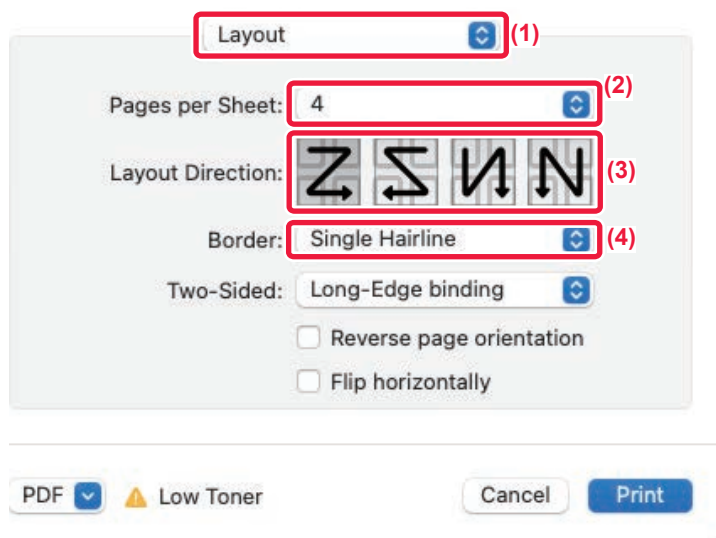 Layout (1)
Pages per Sheet: 4 (2)
Layout Direction: (3)
Border: Single Hairline (4)
Two-Sided: Long-Edge binding
Reverse page orientation
Flip horizontally
PDF Low Toner Cancel Print